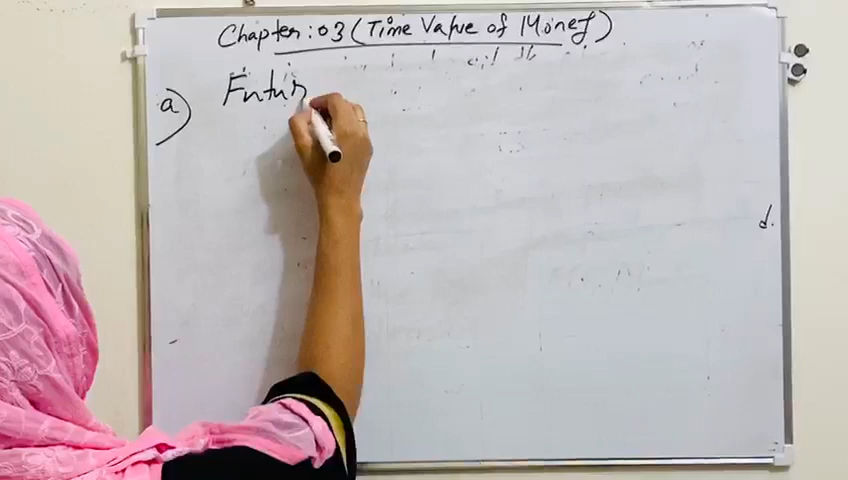 Chapter : 03 (Time Value of Money)
a) Futur
d.